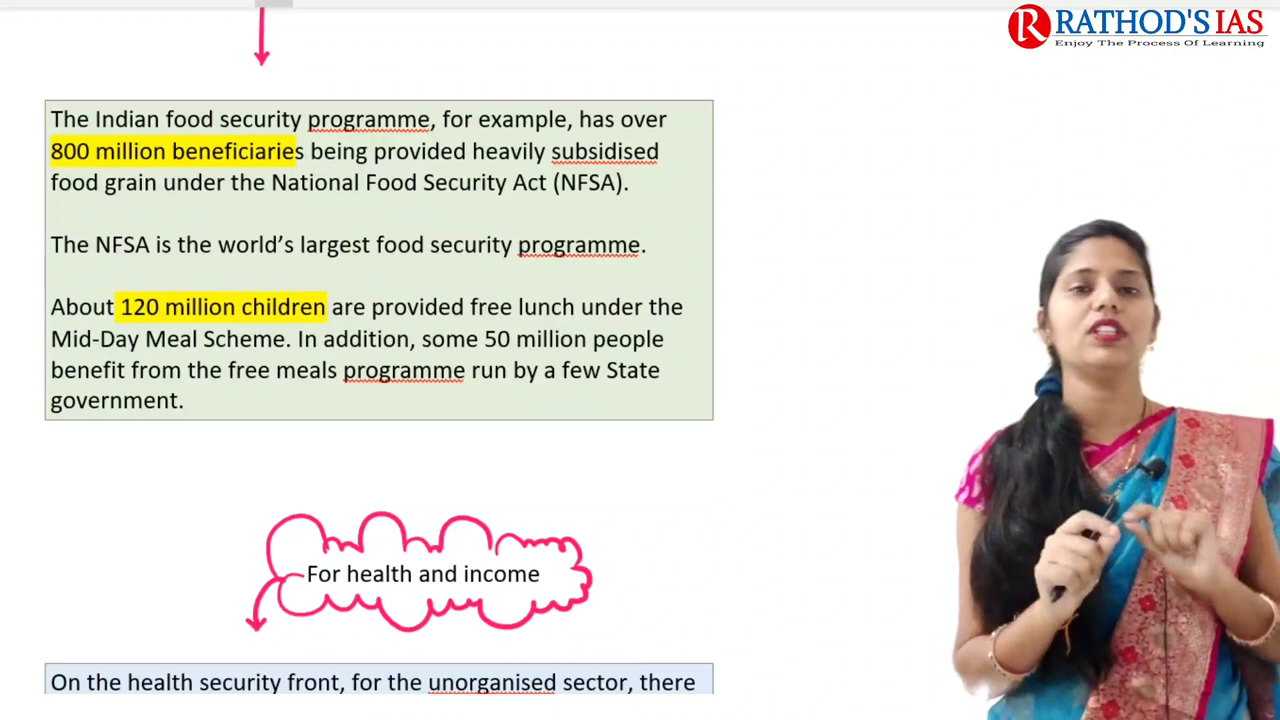 RATHOD'S IAS
Enjoy The Process Of Learning
The Indian food security programme, for example, has over
800 million beneficiaries being provided heavily subsidised
food grain under the National Food Security Act (NFSA).
The NFSA is the world's largest food security programme.
About 120 million children are provided free lunch under the
Mid-Day Meal Scheme. In addition, some 50 million people
benefit from the free meals programme run by a few State
government.
For health and income
On the health security front, for the unorganised sector, there